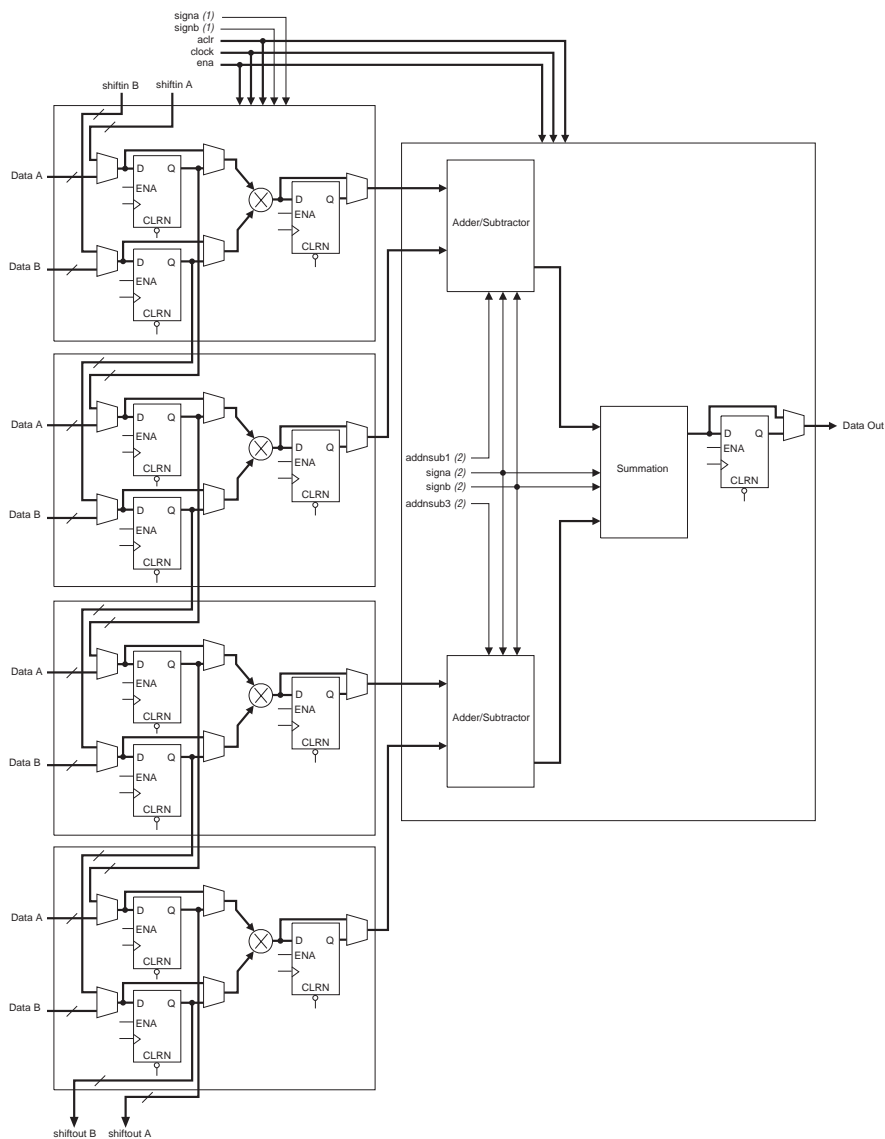 signa (1)
signb (1)
aclr
clock
ena
shiftin B
shiftin A
Data A
D Q
ENA
CLRN
D Q
ENA
CLRN
Data B
D Q
ENA
CLRN
Adder/Subtractor
Data A
D Q
ENA
CLRN
D Q
ENA
CLRN
Data B
D Q
ENA
CLRN
addnsub1 (2)
signa (2)
signb (2)
addnsub3 (2)
Summation
D Q
ENA
CLRN
Data Out
Data A
D Q
ENA
CLRN
D Q
ENA
CLRN
Data B
D Q
ENA
CLRN
Adder/Subtractor
Data A
D Q
ENA
CLRN
D Q
ENA
CLRN
Data B
D Q
ENA
CLRN
shiftout B
shiftout A